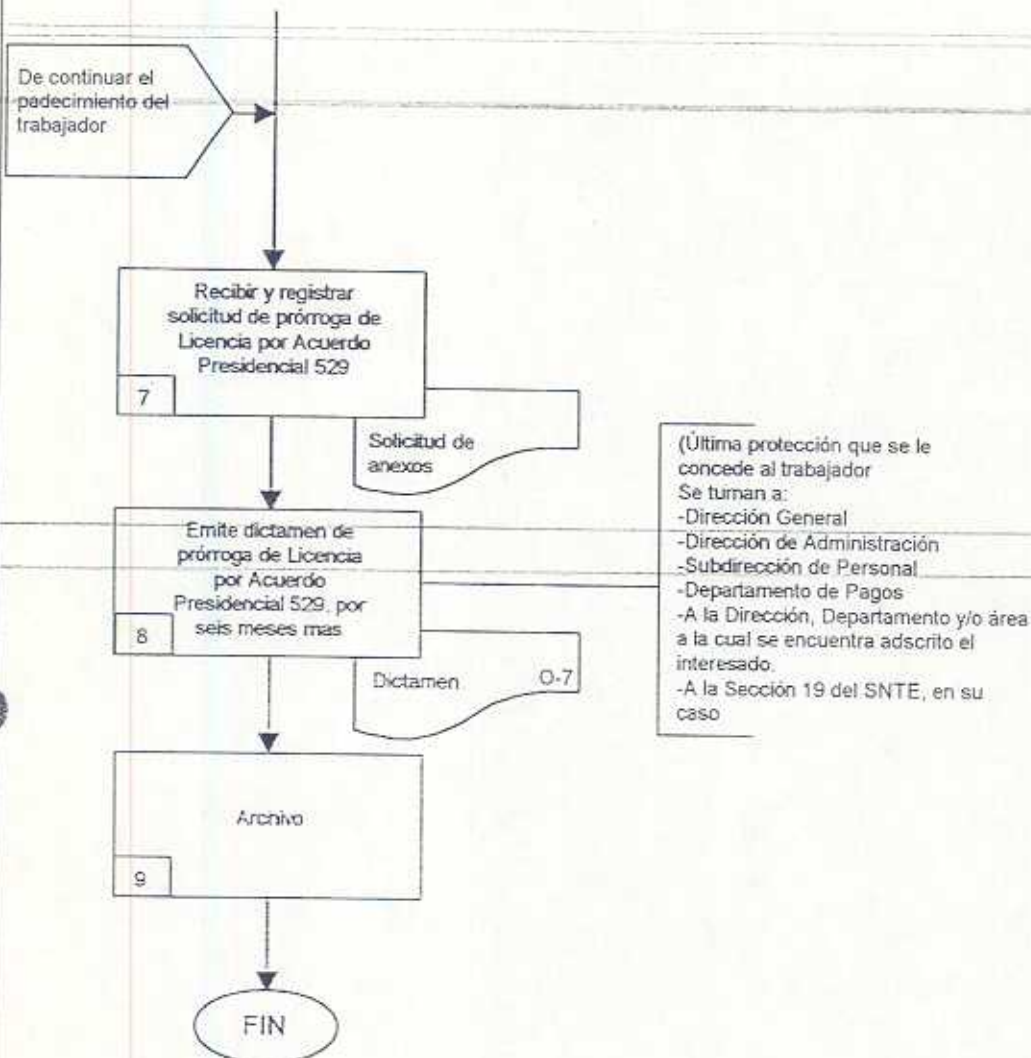 De continuar el
padecimiento del
trabajador
Recibir y registrar
solicitud de prórroga de
Licencia por Acuerdo
Presidencial 529
7
Solicitud de
anexos
Emite dictamen de
prórroga de Licencia
por Acuerdo
Presidencial 529, por
seis meses mas
8
Dictamen O-7
(Última protección que se le
concede al trabajador
Se turnan a:
-Dirección General
-Dirección de Administración
-Subdirección de Personal
-Departamento de Pagos
-A la Dirección, Departamento y/o área
a la cual se encuentra adscrito el
interesado.
-A la Sección 19 del SNTE, en su
caso
Archivo
9
FIN